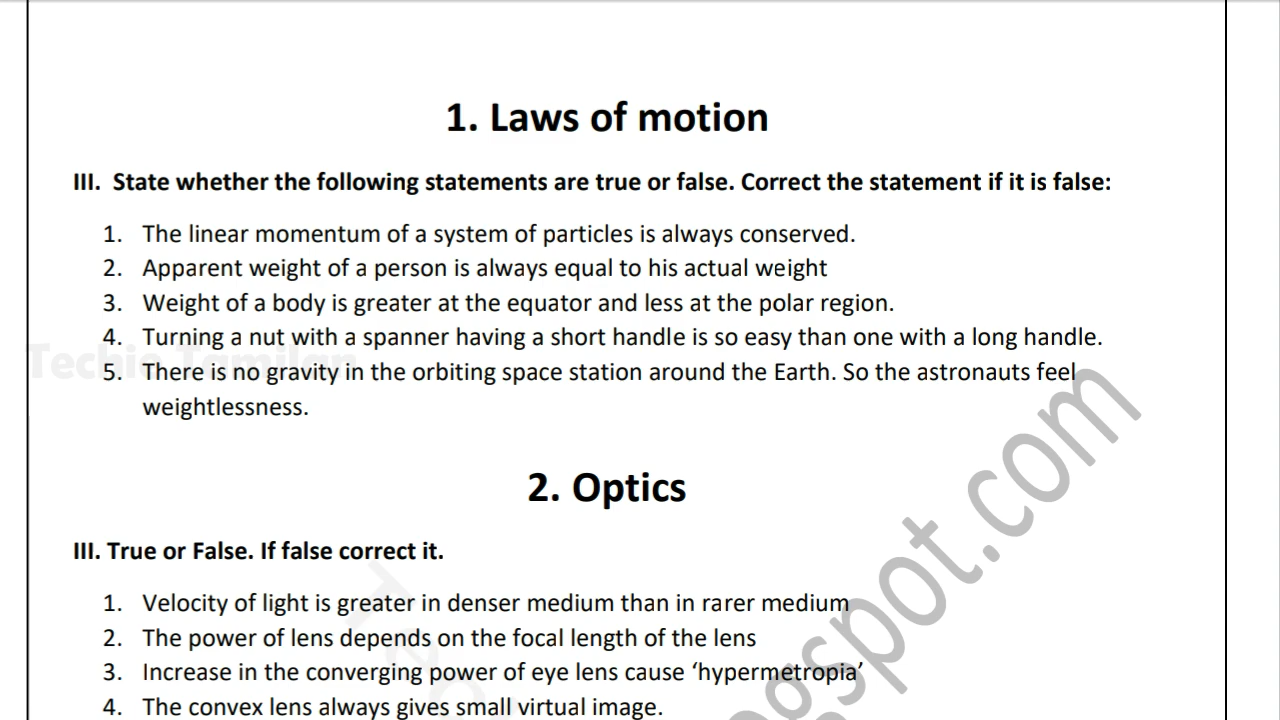 1. Laws of motion
III. State whether the following statements are true or false. Correct the statement if it is false:
1. The linear momentum of a system of particles is always conserved.
2. Apparent weight of a person is always equal to his actual weight
3. Weight of a body is greater at the equator and less at the polar region.
4. Turning a nut with a spanner having a short handle is so easy than one with a long handle.
Techie Tamilan
5. There is no gravity in the orbiting space station around the Earth. So the astronauts feel
weightlessness.
2. Optics
III. True or False. If false correct it.
1. Velocity of light is greater in denser medium than in rarer medium
2. The power of lens depends on the focal length of the lens
3. Increase in the converging power of eye lens cause ‘hypermetropia’
4. The convex lens always gives small virtual image.